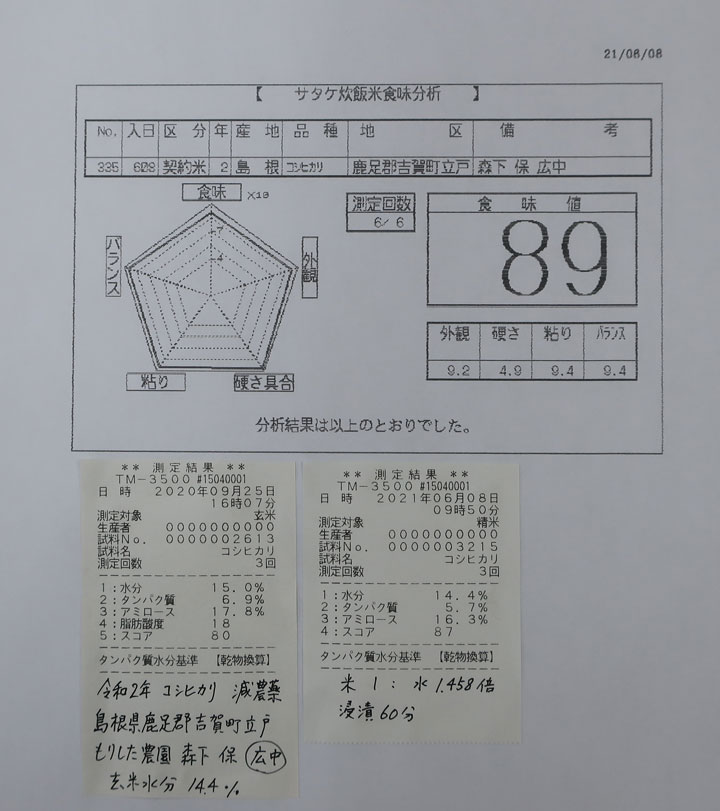 21/06/08
【 サタケ炊飯米食味分析 】
No. 入日 区分 年 産地 品種 地区 備考
335 608 契約米 2 島根 コシヒカリ 鹿足郡吉賀町立戸 森下 保 広中
食味 ×10
7
4
バランス
外観
粘り
硬さ具合
測定回数
6/ 6
食味値
89
外観 硬さ 粘り バランス
9.2 4.9 9.4 9.4
分析結果は以上のとおりでした。
** 測定結果 **
TM-3500 #15040001
日 時 2020年09月25日
16時07分
測定対象 玄米
生産者 0000000000
試料No. 0000002613
試料名 コシヒカリ
測定回数 3回
1:水分 15.0%
2:タンパク質 6.9%
3:アミロース 17.8%
4:脂肪酸度 18
5:スコア 80
タンパク質水分基準 【乾物換算】
令和2年 コシヒカリ 減農薬
島根県鹿足郡吉賀町立戸
もりした農園 森下 保 広中
玄米水分 14.4%
** 測定結果 **
TM-3500 #15040001
日 時 2021年06月08日
09時50分
測定対象 精米
生産者 0000000000
試料No. 0000003215
試料名 コシヒカリ
測定回数 3回
1:水分 14.4%
2:タンパク質 5.7%
3:アミロース 16.3%
4:スコア 87
タンパク質水分基準 【乾物換算】
米 1 : 水 1.458倍
浸漬60分